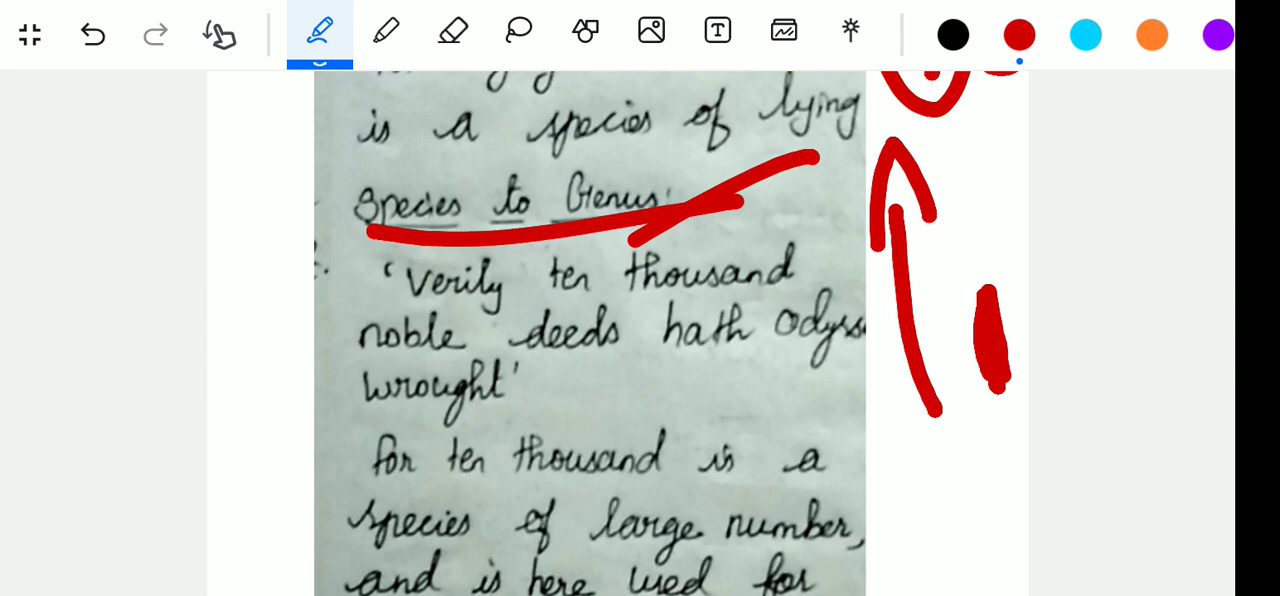 is a species of lying
Species to Genus:
'Verily ten thousand
noble deeds hath
wrought'
for ten thousand is a
species of large number,
and is here used for